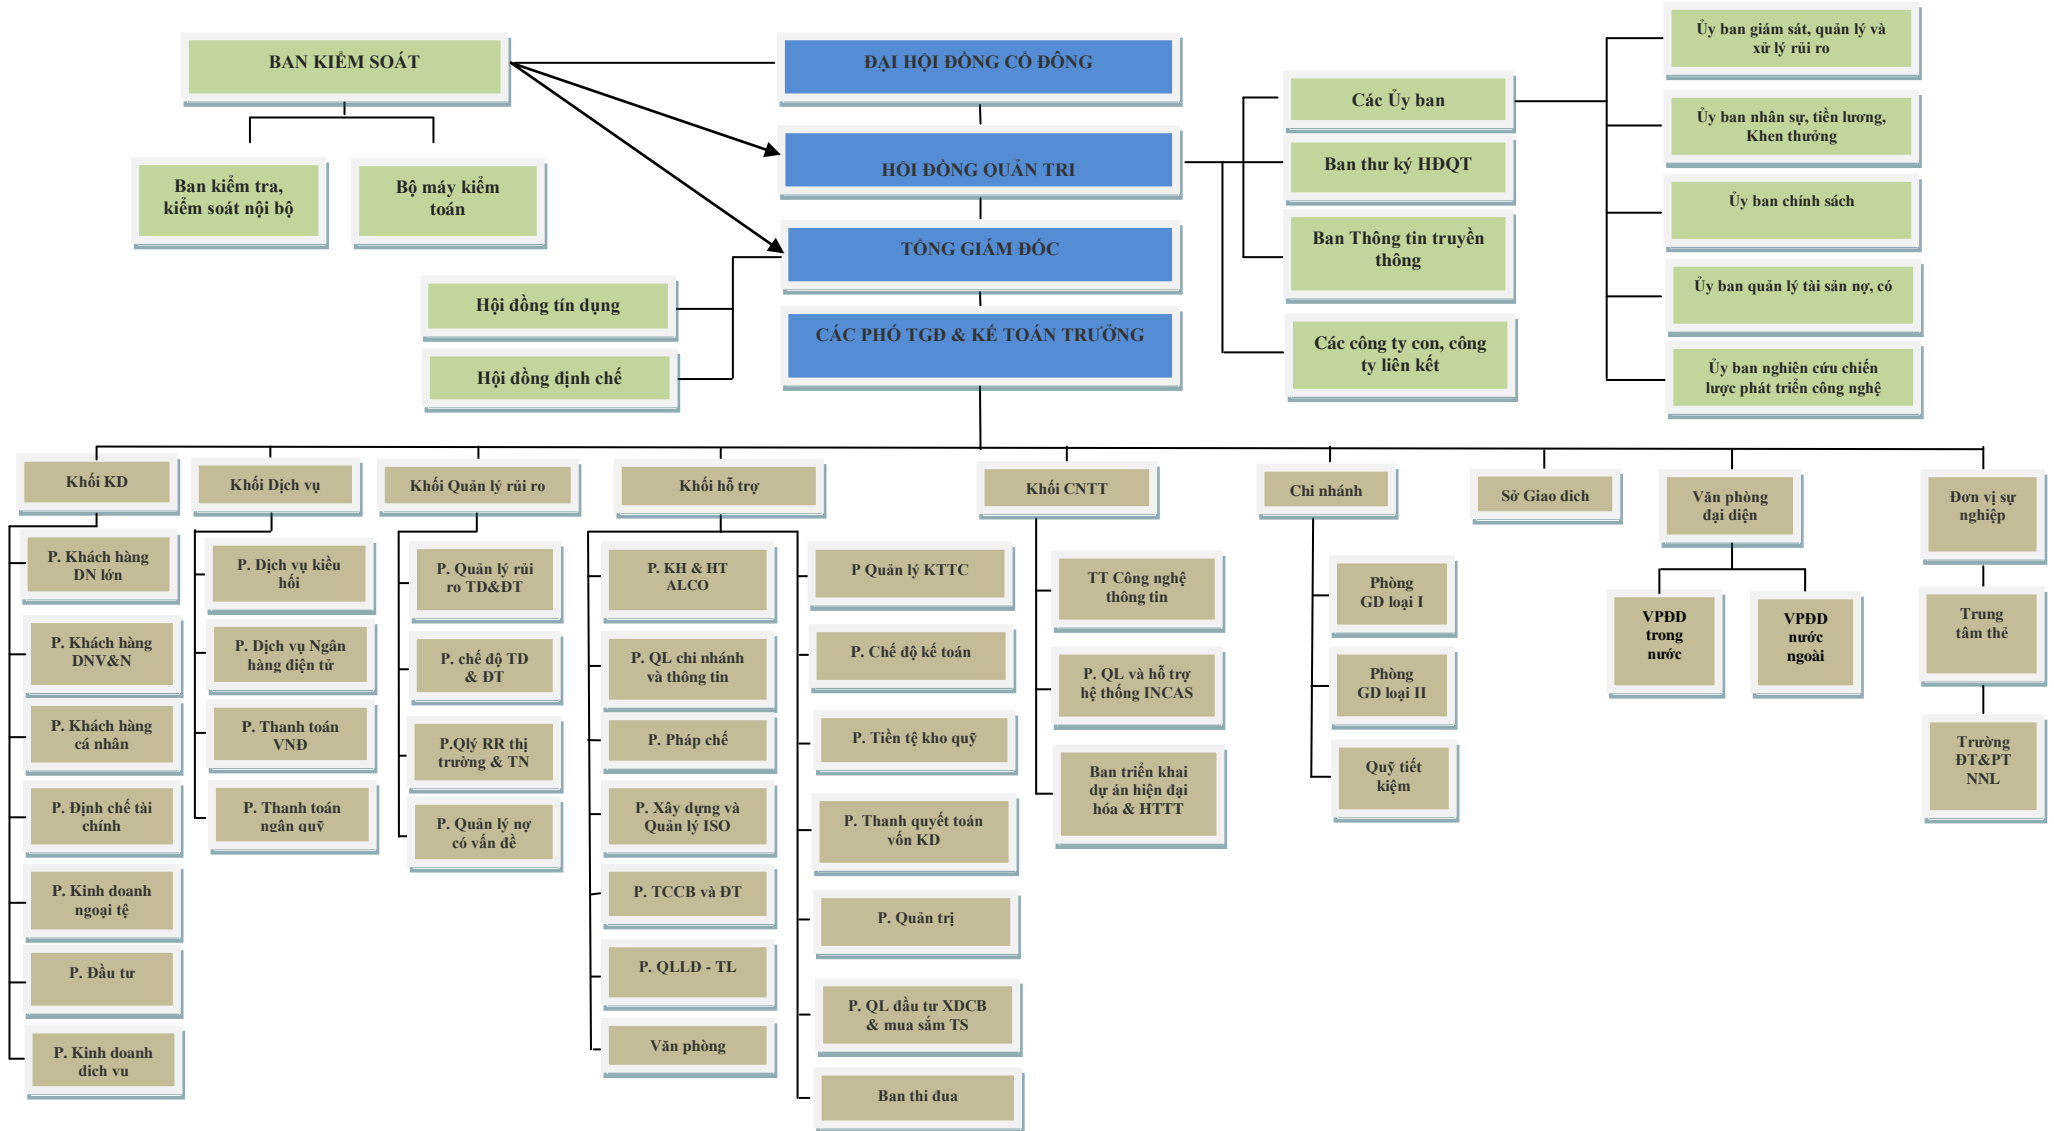 BAN KIỂM SOÁT
ĐẠI HỘI ĐỒNG CỔ ĐÔNG
HỘI ĐỒNG QUẢN TRỊ
TỔNG GIÁM ĐỐC
CÁC PHÓ TGĐ & KẾ TOÁN TRƯỞNG
Ban kiểm tra,
kiểm soát nội bộ
Bộ máy kiểm
toán
Hội đồng tín dụng
Hội đồng định chế
Các Ủy ban
Ban thư ký HĐQT
Ban Thông tin truyền
thông
Các công ty con, công
ty liên kết
Ủy ban giám sát, quản lý và
xử lý rủi ro
Ủy ban nhân sự, tiền lương,
Khen thưởng
Ủy ban chính sách
Ủy ban quản lý tài sản nợ, có
Ủy ban nghiên cứu chiến
lược phát triển công nghệ
Khối KD
P. Khách hàng
DN lớn
P. Khách hàng
DNV&N
P. Khách hàng
cá nhân
P. Định chế tài
chính
P. Kinh doanh
ngoại tệ
P. Đầu tư
P. Kinh doanh
dich vu
Khối Dịch vụ
P. Dịch vụ kiều
hối
P. Dịch vụ Ngân
hàng điện tử
P. Thanh toán
VNĐ
P. Thanh toán
ngân quỹ
Khối Quản lý rủi ro
P. Quản lý rủi
ro TD&ĐT
P. chế độ TD
& ĐT
P.Qlý RR thị
trường & TN
P. Quản lý nợ
có vấn đề
Khối hỗ trợ
P. KH & HT
ALCO
P. QL chi nhánh
và thông tin
P. Pháp chế
P. Xây dựng và
Quản lý ISO
P. TCCB và ĐT
P. QLLĐ - TL
Văn phòng
P Quản lý KTTC
P. Chế độ kế toán
P. Tiền tệ kho quỹ
P. Thanh quyết toán
vốn KD
P. Quản trị
P. QL đầu tư XDCB
& mua sắm TS
Ban thi đua
Khối CNTT
TT Công nghệ
thông tin
P. QL và hỗ trợ
hệ thống INCAS
Ban triển khai
dự án hiện đại
hóa & HTTT
Chi nhánh
Phòng
GD loại I
Phòng
GD loại II
Quỹ tiết
kiệm
Sở Giao dich
Văn phòng
đại diện
VPĐD
trong
nước
VPĐD
nước
ngoài
Đơn vị sự
nghiệp
Trung
tâm thẻ
Trường
ĐT&PT
NNL